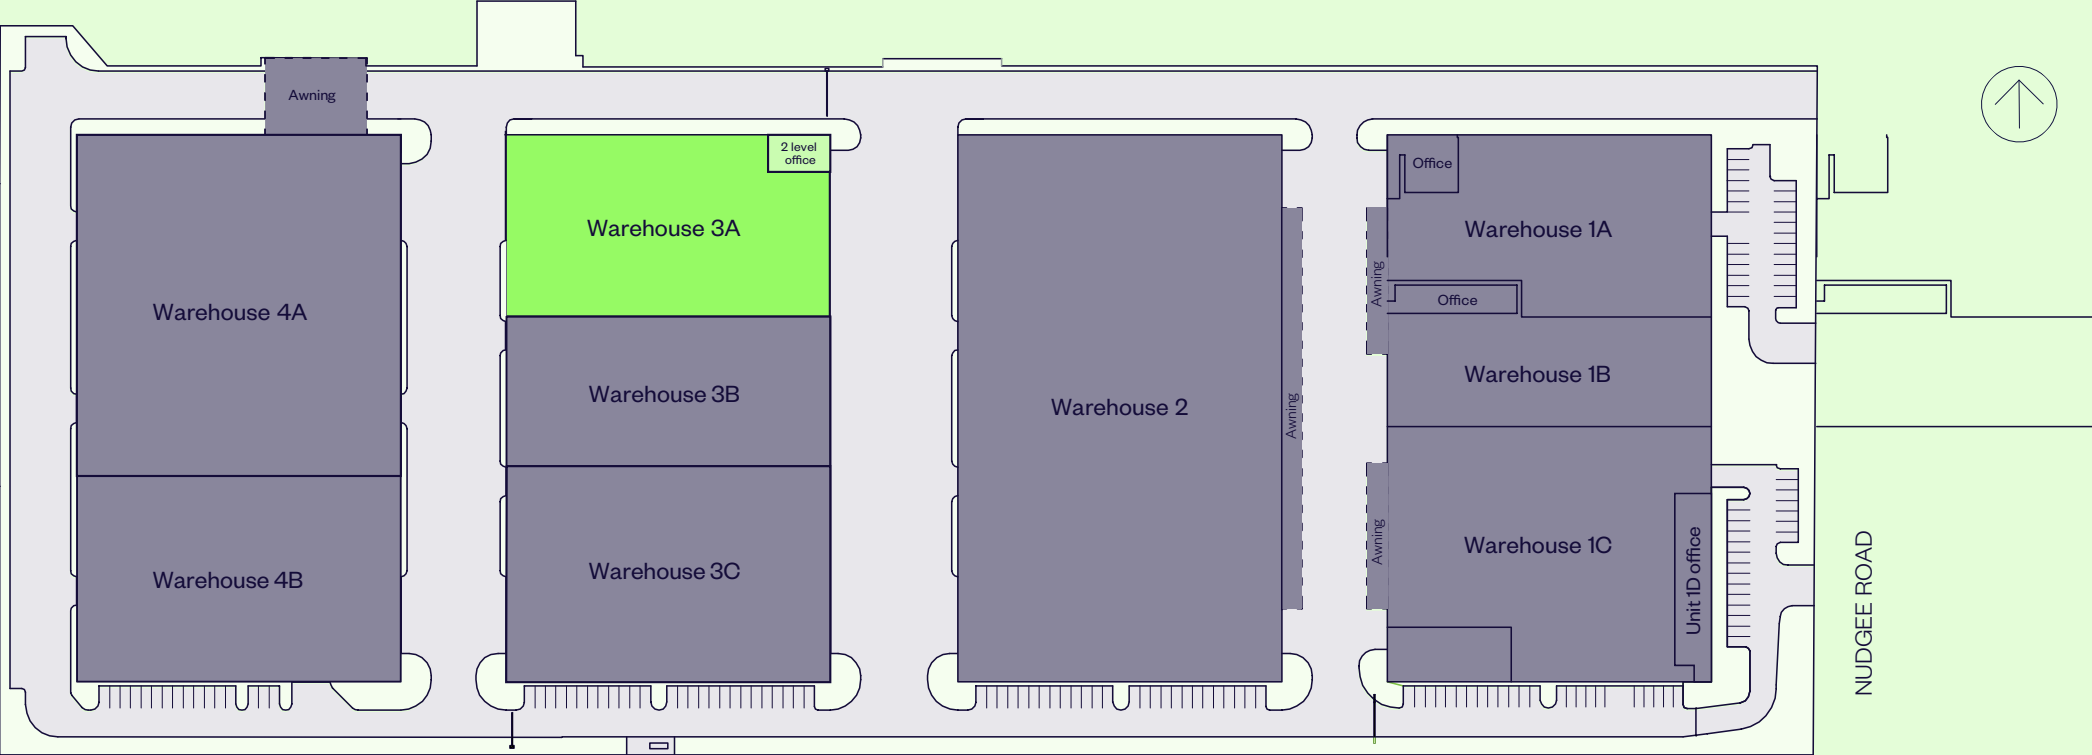 Awning
Warehouse 4A
Warehouse 4B
2 level
office
Warehouse 3A
Warehouse 3B
Warehouse 3C
Warehouse 2
Awning
Awning
Awning
Office
Warehouse 1A
Office
Warehouse 1B
Warehouse 1C
Unit 1D office
NUDGEE ROAD